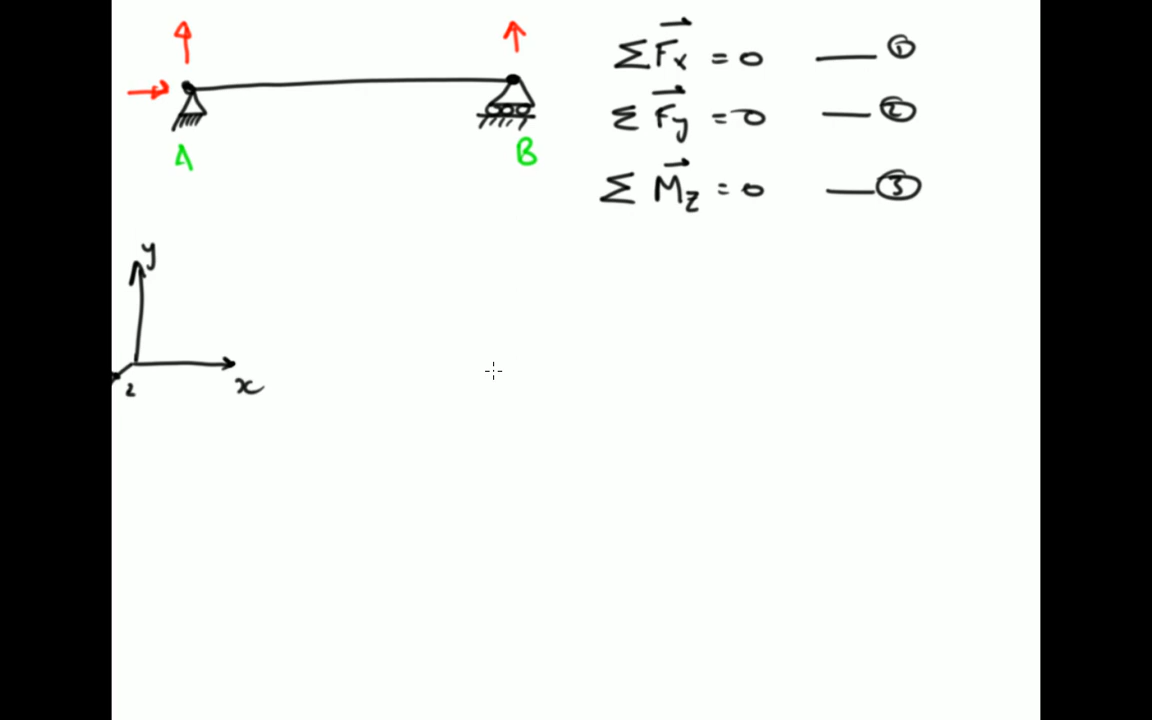 ΣF⃗x = 0 — ①
ΣF⃗y = 0 — ②
ΣM⃗z = 0 — ③
A B
y
z x